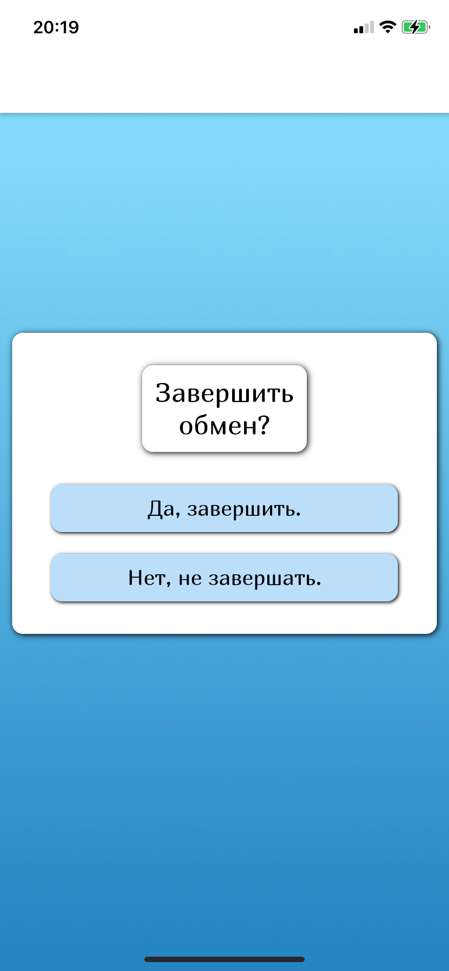 20:19
Завершить
обмен?
Да, завершить.
Нет, не завершать.